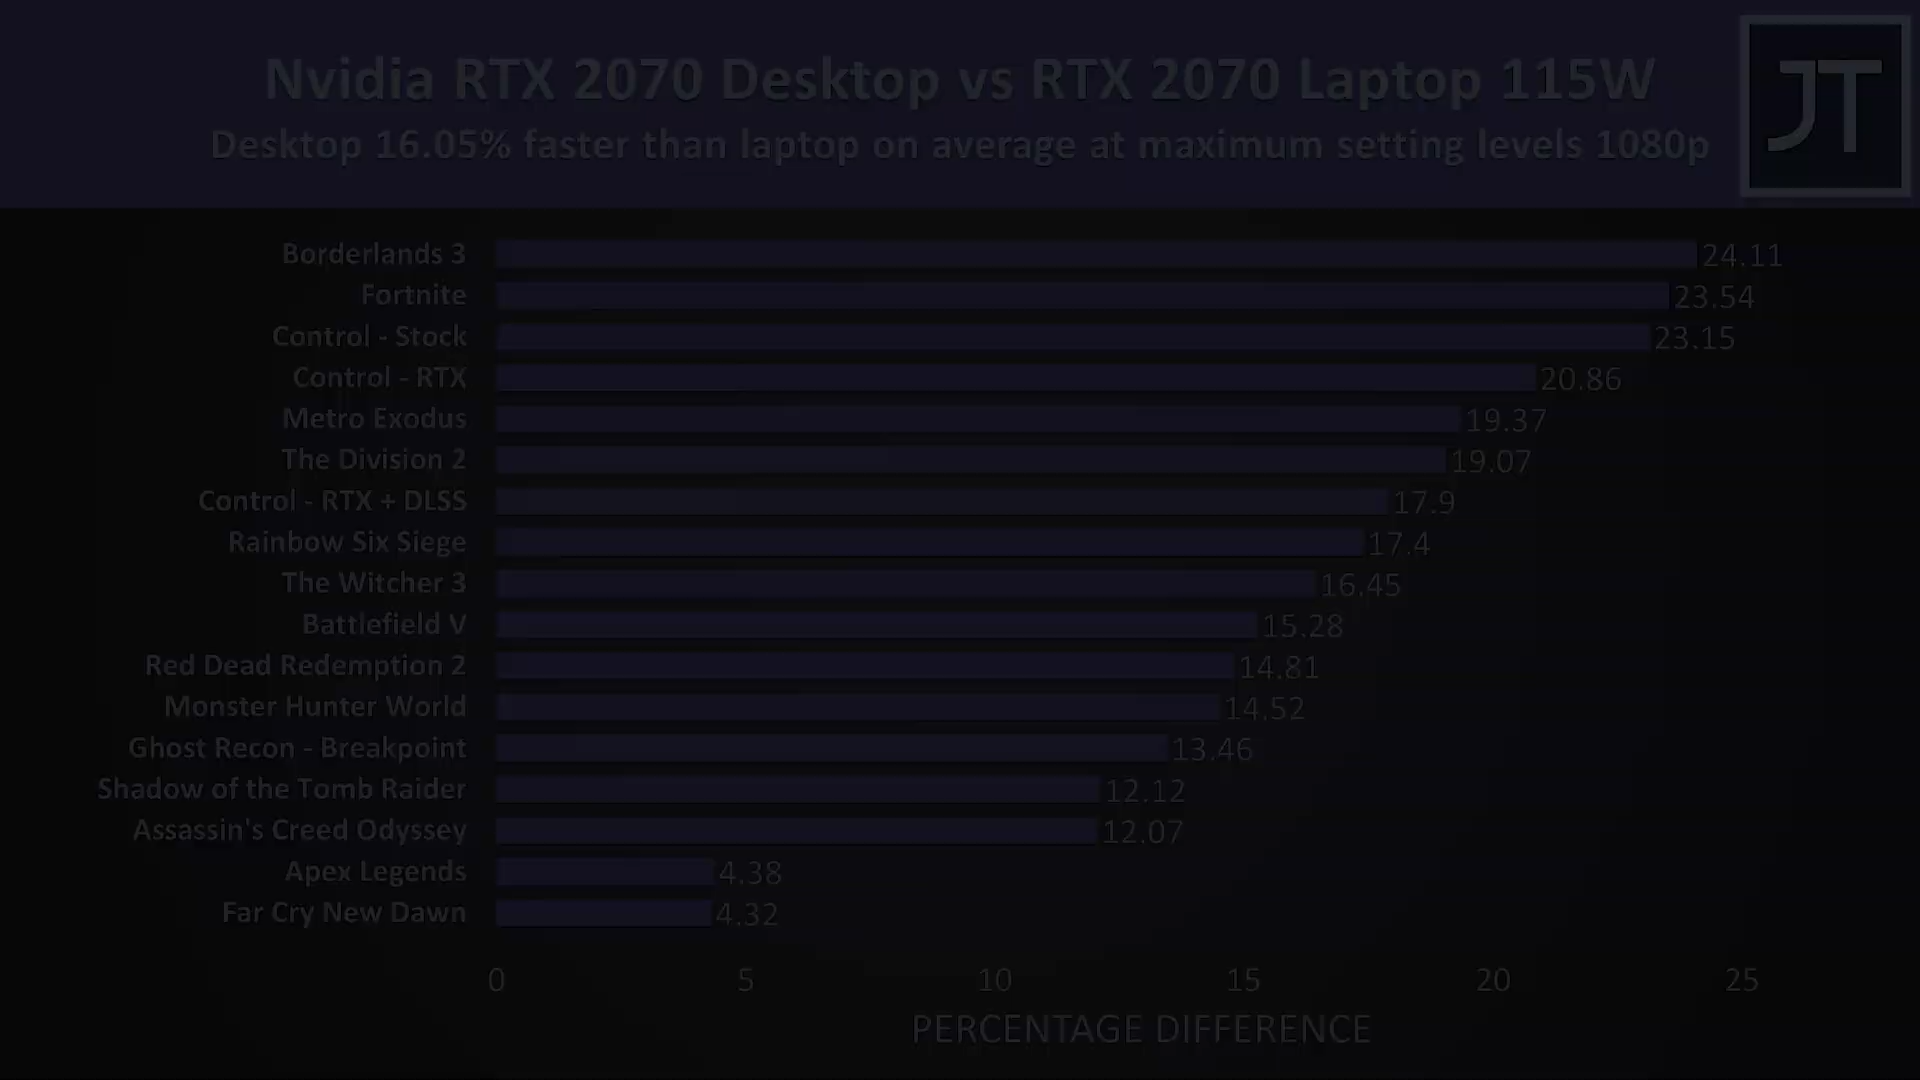 Nvidia RTX 2070 Desktop vs RTX 2070 Laptop 115W
Desktop 16.05% faster than laptop on average at maximum setting levels 1080p
JT
Borderlands 3 24.11
Fortnite 23.54
Control - Stock 23.15
Control - RTX 20.86
Metro Exodus 19.37
The Division 2 19.07
Control - RTX + DLSS 17.9
Rainbow Six Siege 17.4
The Witcher 3 16.45
Battlefield V 15.28
Red Dead Redemption 2 14.81
Monster Hunter World 14.52
Ghost Recon - Breakpoint 13.46
Shadow of the Tomb Raider 12.12
Assassin's Creed Odyssey 12.07
Apex Legends 4.38
Far Cry New Dawn 4.32
0 5 10 15 20 25
PERCENTAGE DIFFERENCE